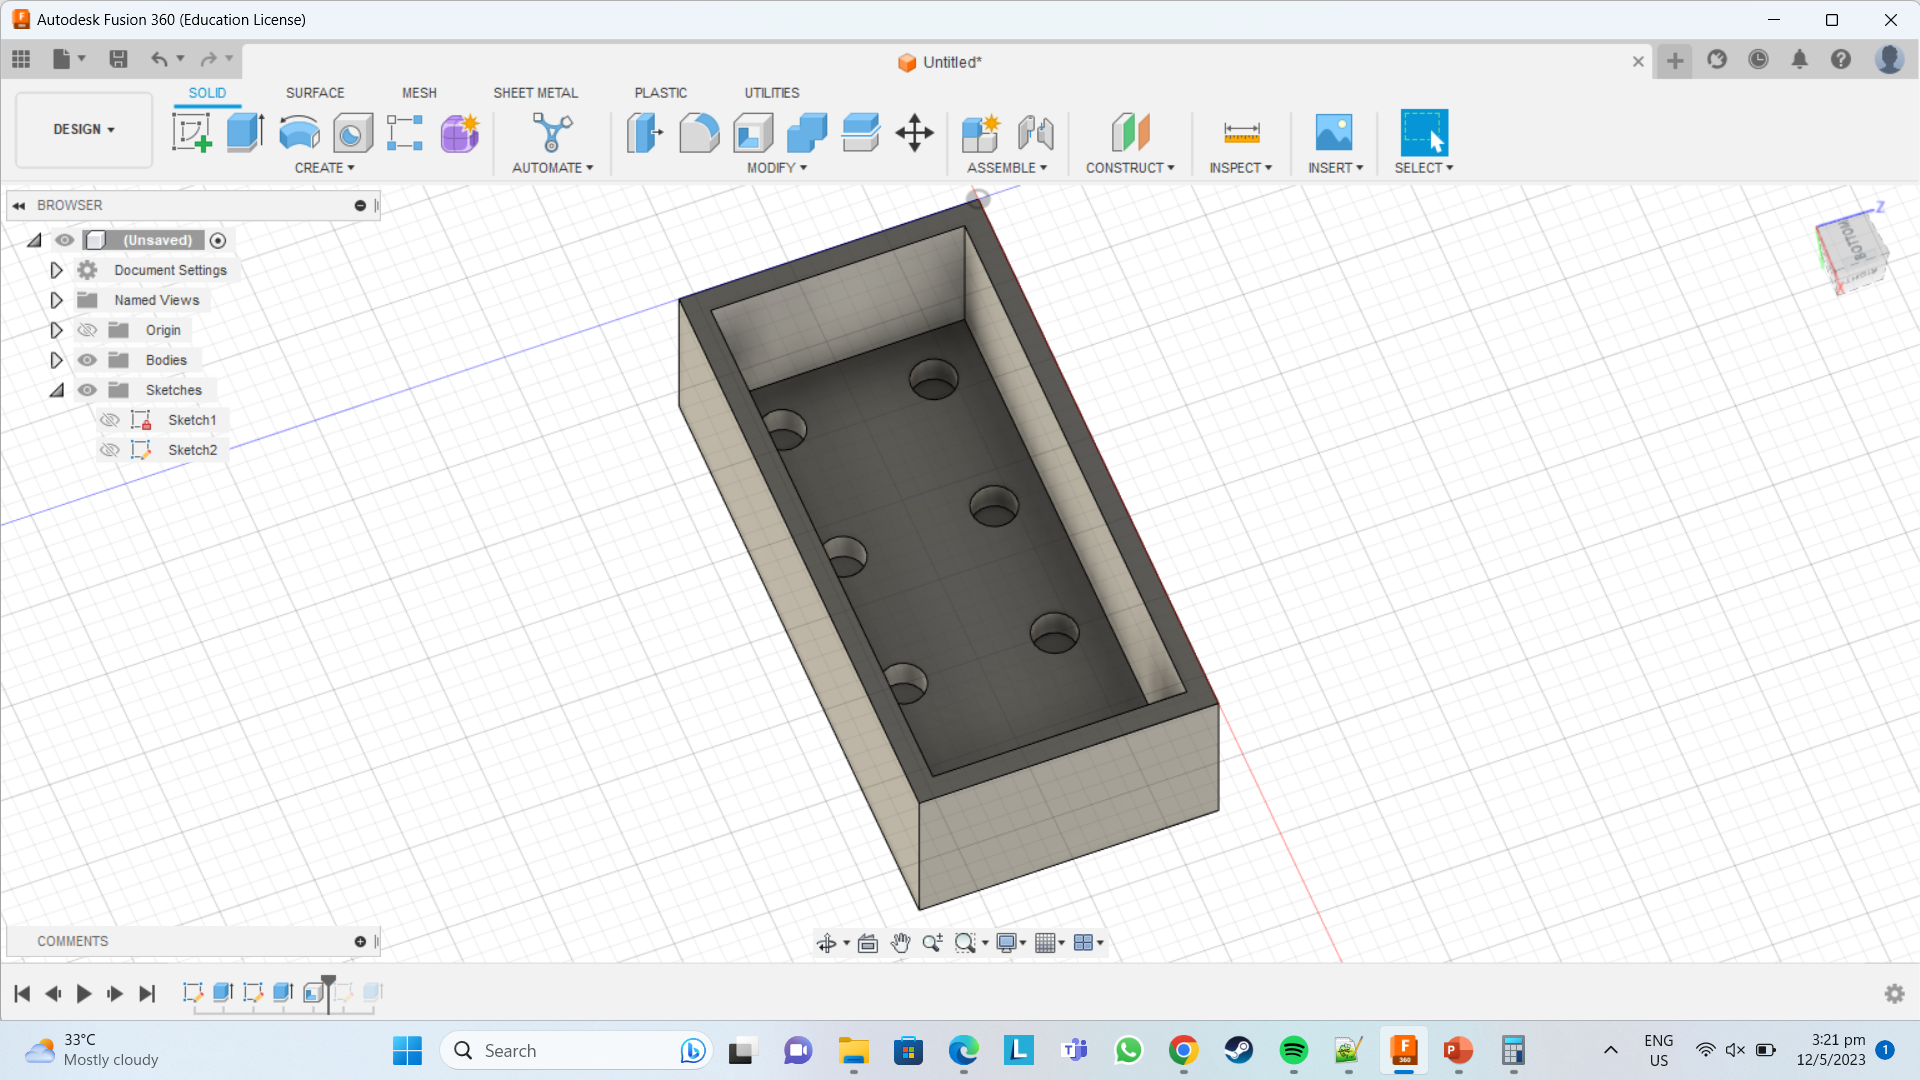 Autodesk Fusion 360 (Education License)
Untitled*
SOLID SURFACE MESH SHEET METAL PLASTIC UTILITIES
DESIGN
CREATE AUTOMATE MODIFY ASSEMBLE CONSTRUCT INSPECT INSERT SELECT
BROWSER
(Unsaved)
Document Settings
Named Views
Origin
Bodies
Sketches
Sketch1
Sketch2
Z
BOTTOM
X
COMMENTS
33°C
Mostly cloudy
Search
ENG
US
3:21 pm
12/5/2023
1